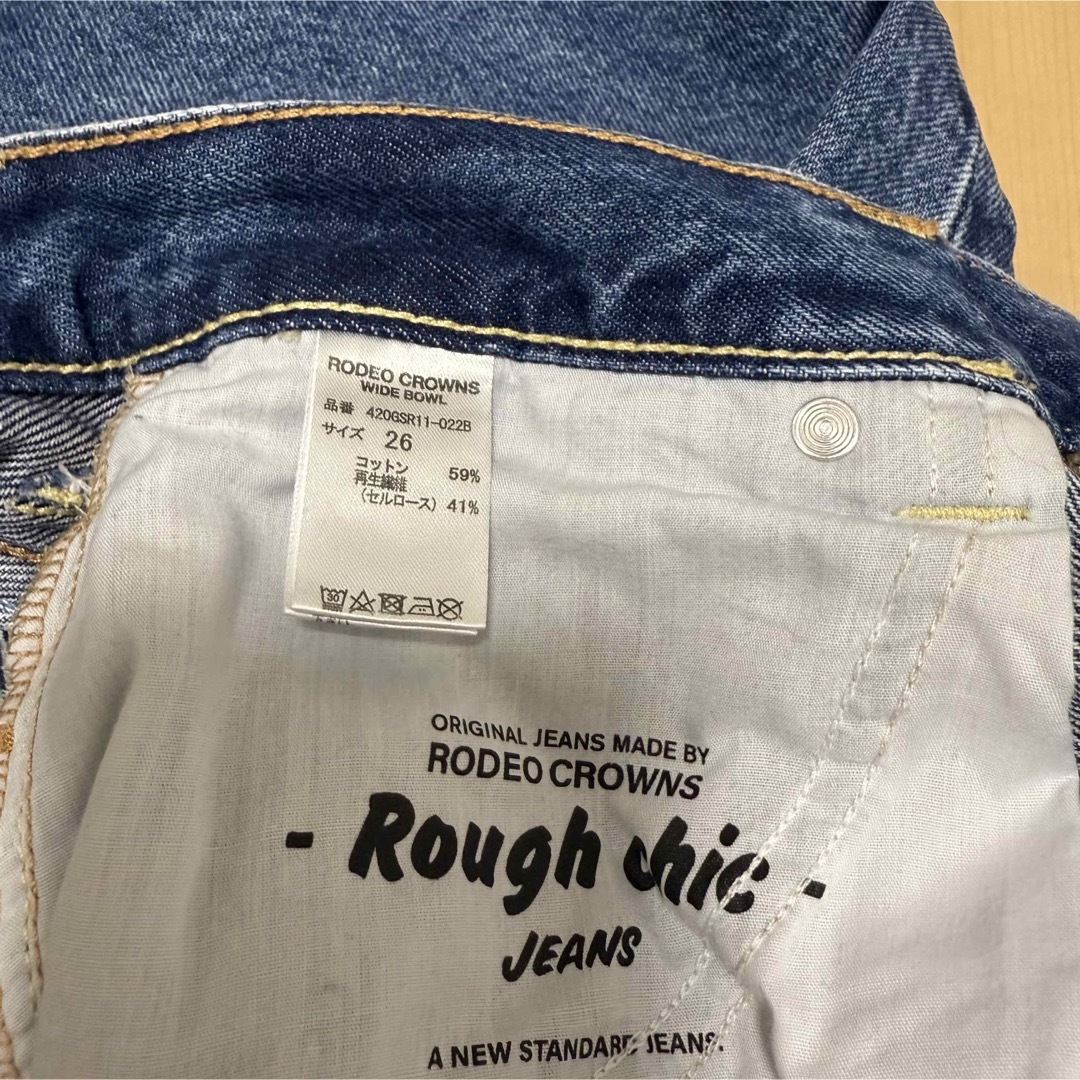 RODEO CROWNS
WIDE BOWL
品番 420GSR11-022B
サイズ 26
コットン 59%
再生繊維
(セルロース) 41%
30
ORIGINAL JEANS MADE BY
RODEO CROWNS
- Rough chic -
JEANS
A NEW STANDARD JEANS.